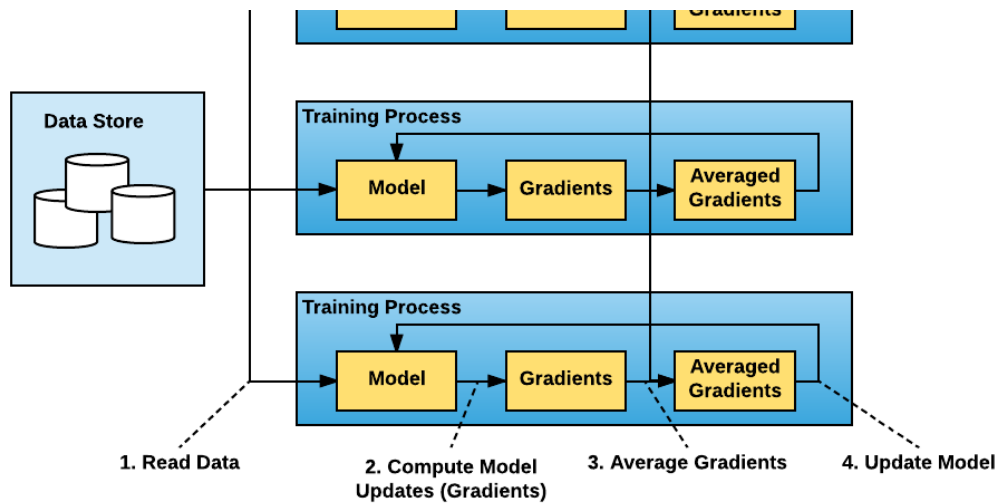 Gradients
Training Process
Data Store
Model
Gradients
Averaged
Gradients
Training Process
Model
Gradients
Averaged
Gradients
1. Read Data
2. Compute Model
Updates (Gradients)
3. Average Gradients
4. Update Model